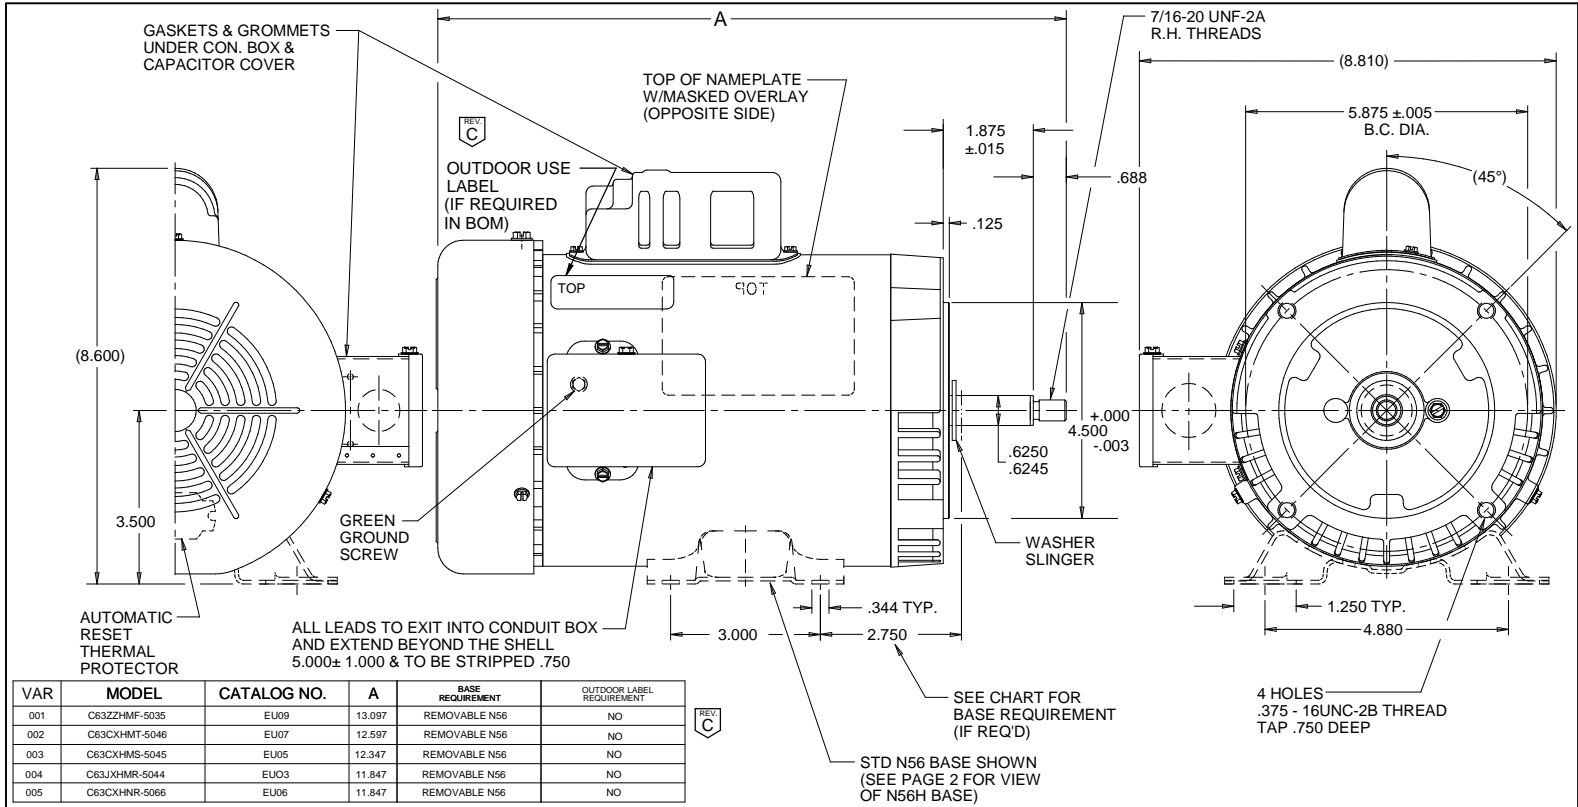 GASKETS & GROMMETS
UNDER CON. BOX &
CAPACITOR COVER
A
7/16-20 UNF-2A
R.H. THREADS
(8.810)
TOP OF NAMEPLATE
W/MASKED OVERLAY
(OPPOSITE SIDE)
REV.
C
1.875
±.015
5.875 ±.005
B.C. DIA.
OUTDOOR USE
LABEL
(IF REQUIRED
IN BOM)
.688
(45°)
.125
TOP
TOP
(8.600)
+.000
4.500
-.003
.6250
.6245
3.500
GREEN
GROUND
SCREW
WASHER
SLINGER
AUTOMATIC
RESET
THERMAL
PROTECTOR
ALL LEADS TO EXIT INTO CONDUIT BOX
AND EXTEND BEYOND THE SHELL
5.000± 1.000 & TO BE STRIPPED .750
.344 TYP.
3.000
2.750
1.250 TYP.
4.880
SEE CHART FOR
BASE REQUIREMENT
(IF REQ'D)
4 HOLES
.375 - 16UNC-2B THREAD
TAP .750 DEEP
STD N56 BASE SHOWN
(SEE PAGE 2 FOR VIEW
OF N56H BASE)
VAR MODEL CATALOG NO. A BASE REQUIREMENT OUTDOOR LABEL REQUIREMENT
001 C63ZZHMF-5035 EU09 13.097 REMOVABLE N56 NO
002 C63CXHMT-5046 EU07 12.597 REMOVABLE N56 NO
003 C63CXHMS-5045 EU05 12.347 REMOVABLE N56 NO
004 C63JXHMR-5044 EUO3 11.847 REMOVABLE N56 NO
005 C63CXHNR-5066 EU06 11.847 REMOVABLE N56 NO
REV.
C